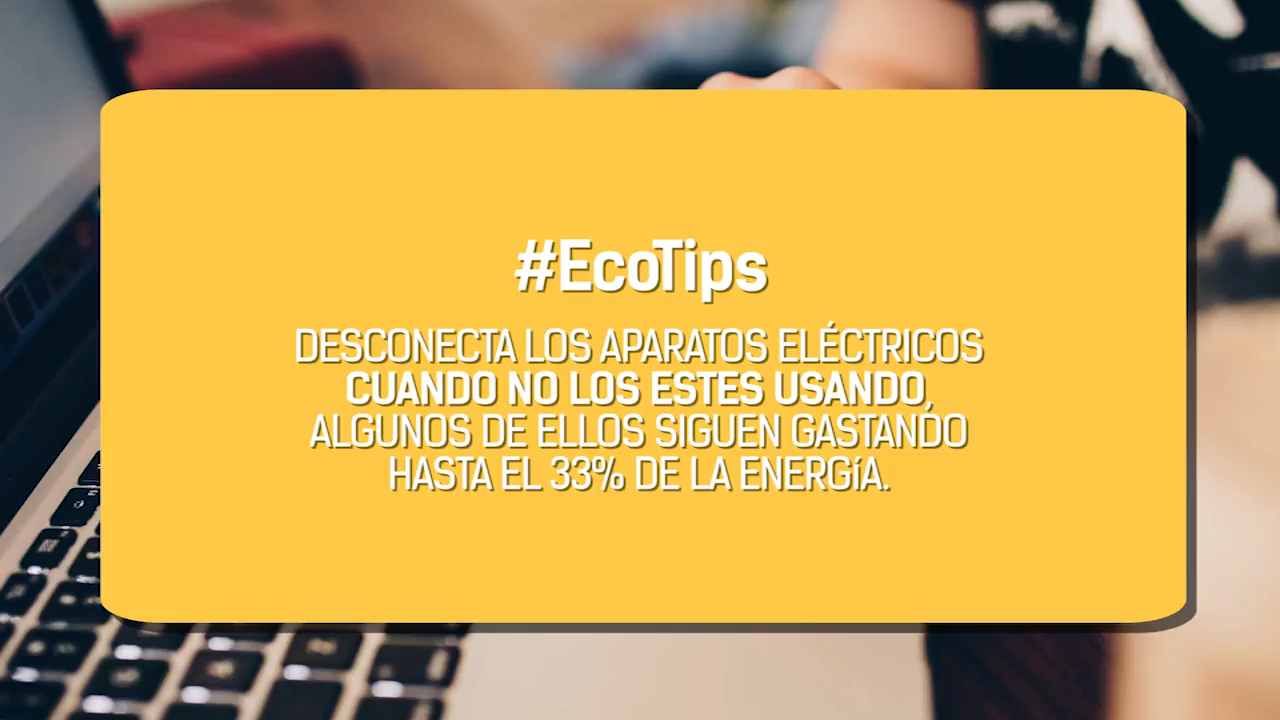 #EcoTips
DESCONECTA LOS APARATOS ELÉCTRICOS
CUANDO NO LOS ESTES USANDO,
ALGUNOS DE ELLOS SIGUEN GASTANDO
HASTA EL 33% DE LA ENERGíA.